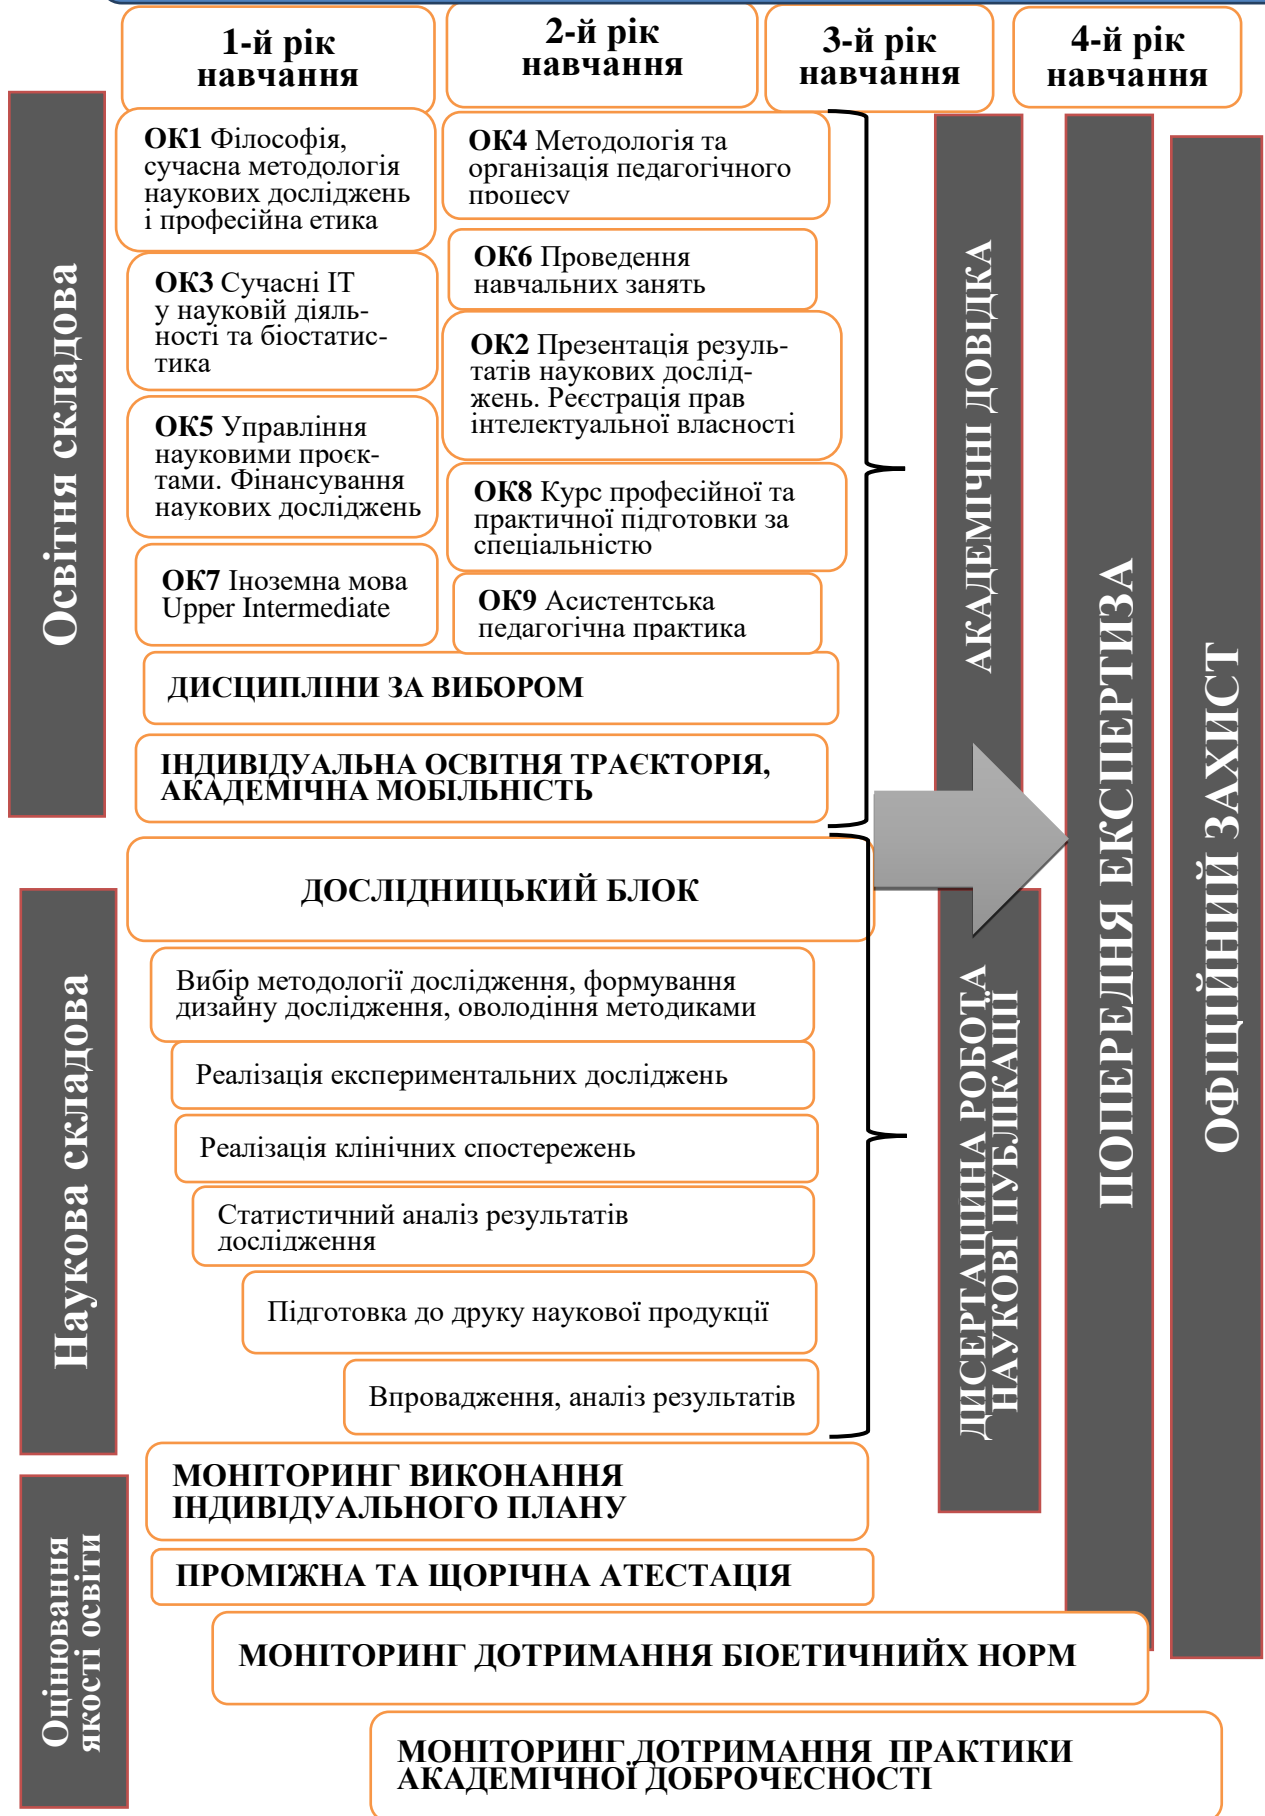 1-й рік
навчання
2-й рік
навчання
3-й рік
навчання
4-й рік
навчання
Освітня складова
ОК1 Філософія,
сучасна методологія
наукових досліджень
і професійна етика
ОК3 Сучасні ІТ
у науковій діяль-
ності та біостатис-
тика
ОК5 Управління
науковими проєк-
тами. Фінансування
наукових досліджень
ОК7 Іноземна мова
Upper Intermediate
ОК4 Методологія та
організація педагогічного
процесу
ОК6 Проведення
навчальних занять
ОК2 Презентація резуль-
татів наукових дослід-
жень. Реєстрація прав
інтелектуальної власності
ОК8 Курс професійної та
практичної підготовки за
спеціальністю
ОК9 Асистентська
педагогічна практика
ДИСЦИПЛІНИ ЗА ВИБОРОМ
ІНДИВІДУАЛЬНА ОСВІТНЯ ТРАЄКТОРІЯ,
АКАДЕМІЧНА МОБІЛЬНІСТЬ
АКАДЕМІЧНІ ДОВІДКА
ПОПЕРЕДНЯ ЕКСПЕРТИЗА
ОФІЦІЙНИЙ ЗАХИСТ
Наукова складова
ДОСЛІДНИЦЬКИЙ БЛОК
Вибір методології дослідження, формування
дизайну дослідження, оволодіння методиками
Реалізація експериментальних досліджень
Реалізація клінічних спостережень
Статистичний аналіз результатів
дослідження
Підготовка до друку наукової продукції
Впровадження, аналіз результатів
ДИСЕРТАЦІЙНА РОБОТА
НАУКОВІ ПУБЛІКАЦІЇ
Оцінювання
якості освіти
МОНІТОРИНГ ВИКОНАННЯ
ІНДИВІДУАЛЬНОГО ПЛАНУ
ПРОМІЖНА ТА ЩОРІЧНА АТЕСТАЦІЯ
МОНІТОРИНГ ДОТРИМАННЯ БІОЕТИЧНИЙХ НОРМ
МОНІТОРИНГ ДОТРИМАННЯ ПРАКТИКИ
АКАДЕМІЧНОЇ ДОБРОЧЕСНОСТІ